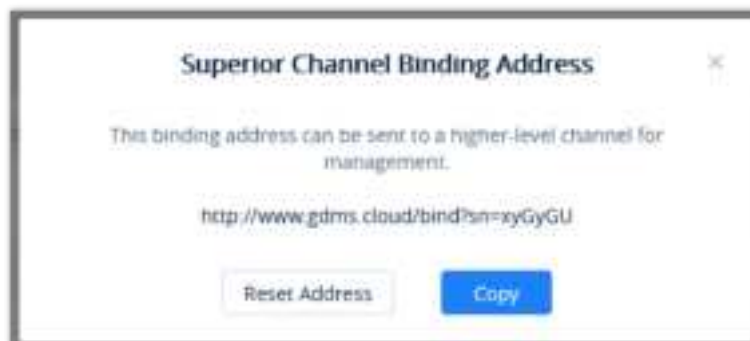 Superior Channel Binding Address
This binding address can be sent to a higher-level channel for
management.
http://www.gdms.cloud/bind?sn=xyGyGU
Reset Address
Copy